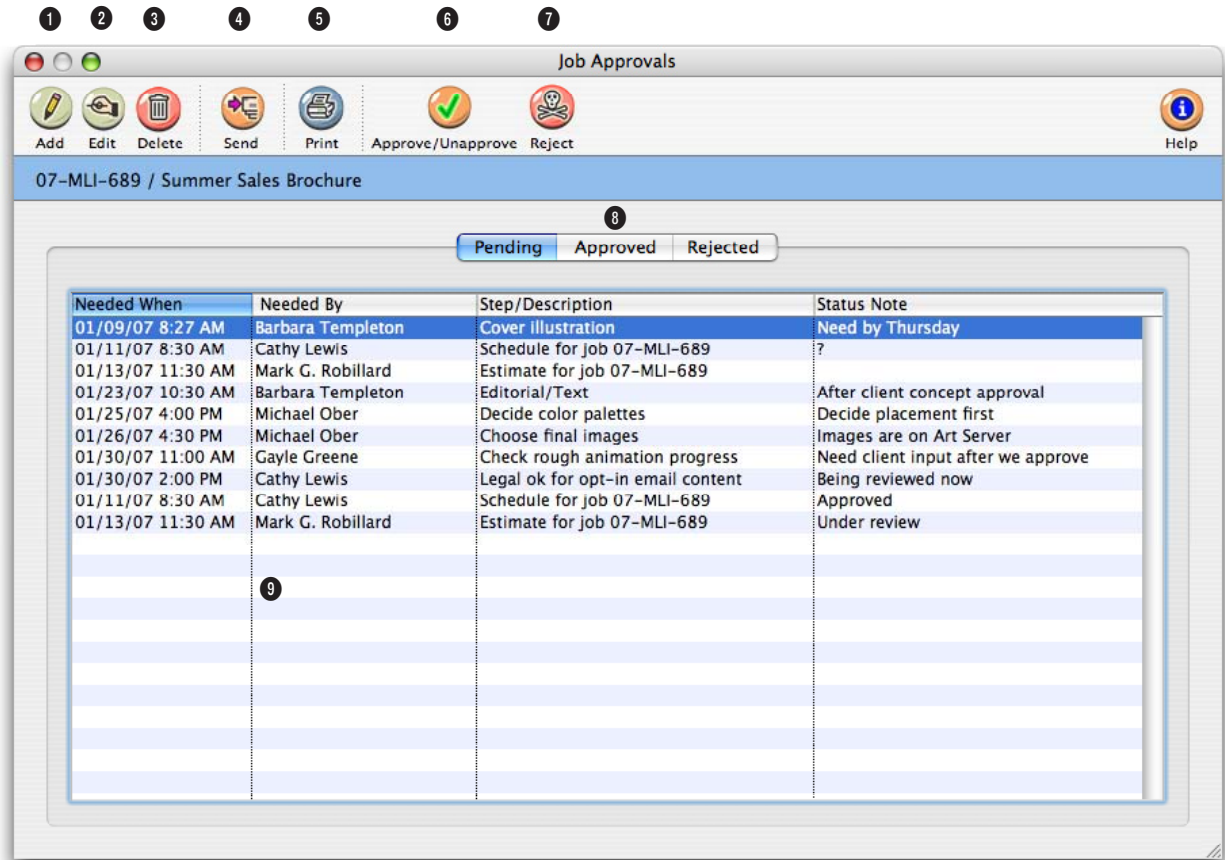 1 2 3 4 5 6 7
Job Approvals
Add Edit Delete Send Print Approve/Unapprove Reject Help
07-MLI-689 / Summer Sales Brochure
8
Pending Approved Rejected
Needed When Needed By Step/Description Status Note
01/09/07 8:27 AM Barbara Templeton Cover illustration Need by Thursday
01/11/07 8:30 AM Cathy Lewis Schedule for job 07-MLI-689 ?
01/13/07 11:30 AM Mark G. Robillard Estimate for job 07-MLI-689
01/23/07 10:30 AM Barbara Templeton Editorial/Text After client concept approval
01/25/07 4:00 PM Michael Ober Decide color palettes Decide placement first
01/26/07 4:30 PM Michael Ober Choose final images Images are on Art Server
01/30/07 11:00 AM Gayle Greene Check rough animation progress Need client input after we approve
01/30/07 2:00 PM Cathy Lewis Legal ok for opt-in email content Being reviewed now
01/11/07 8:30 AM Cathy Lewis Schedule for job 07-MLI-689 Approved
01/13/07 11:30 AM Mark G. Robillard Estimate for job 07-MLI-689 Under review
9